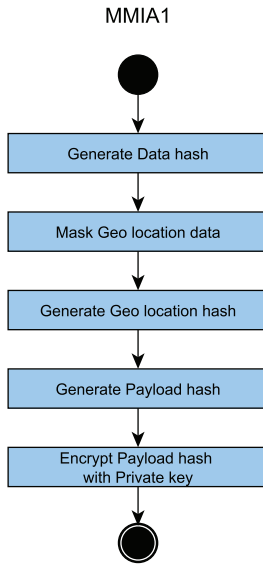 MMIA1
Generate Data hash
Mask Geo location data
Generate Geo location hash
Generate Payload hash
Encrypt Payload hash
with Private key